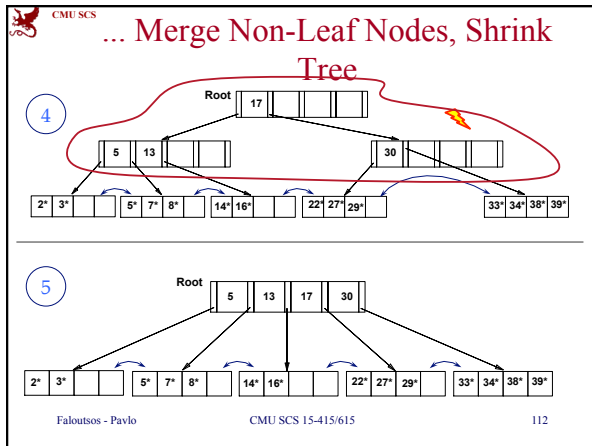 CMU SCS
... Merge Non-Leaf Nodes, Shrink
Tree
4
Root
17
5 13
30
2* 3*
5* 7* 8*
14* 16*
22* 27* 29*
33* 34* 38* 39*
5
Root
5 13 17 30
2* 3*
5* 7* 8*
14* 16*
22* 27* 29*
33* 34* 38* 39*
Faloutsos - Pavlo
CMU SCS 15-415/615
112